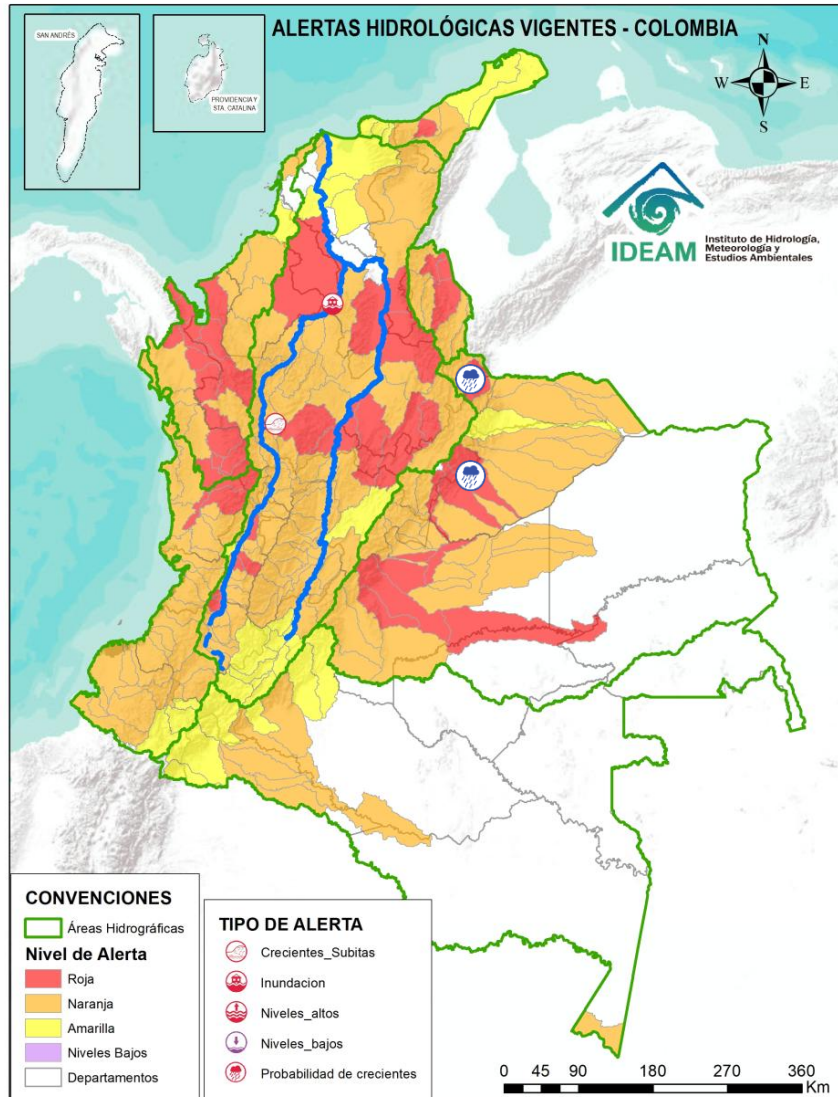 ALERTAS HIDROLÓGICAS VIGENTES - COLOMBIA
SAN ANDRÉS
PROVIDENCIA Y
STA. CATALINA
N
W
E
S
IDEAM
Instituto de Hidrología,
Meteorología y
Estudios Ambientales
CONVENCIONES
Áreas Hidrográficas
Nivel de Alerta
Roja
Naranja
Amarilla
Niveles Bajos
Departamentos
TIPO DE ALERTA
Crecientes_Subitas
Inundacion
Niveles_altos
Niveles_bajos
Probabilidad de crecientes
0 45 90 180 270 360
Km